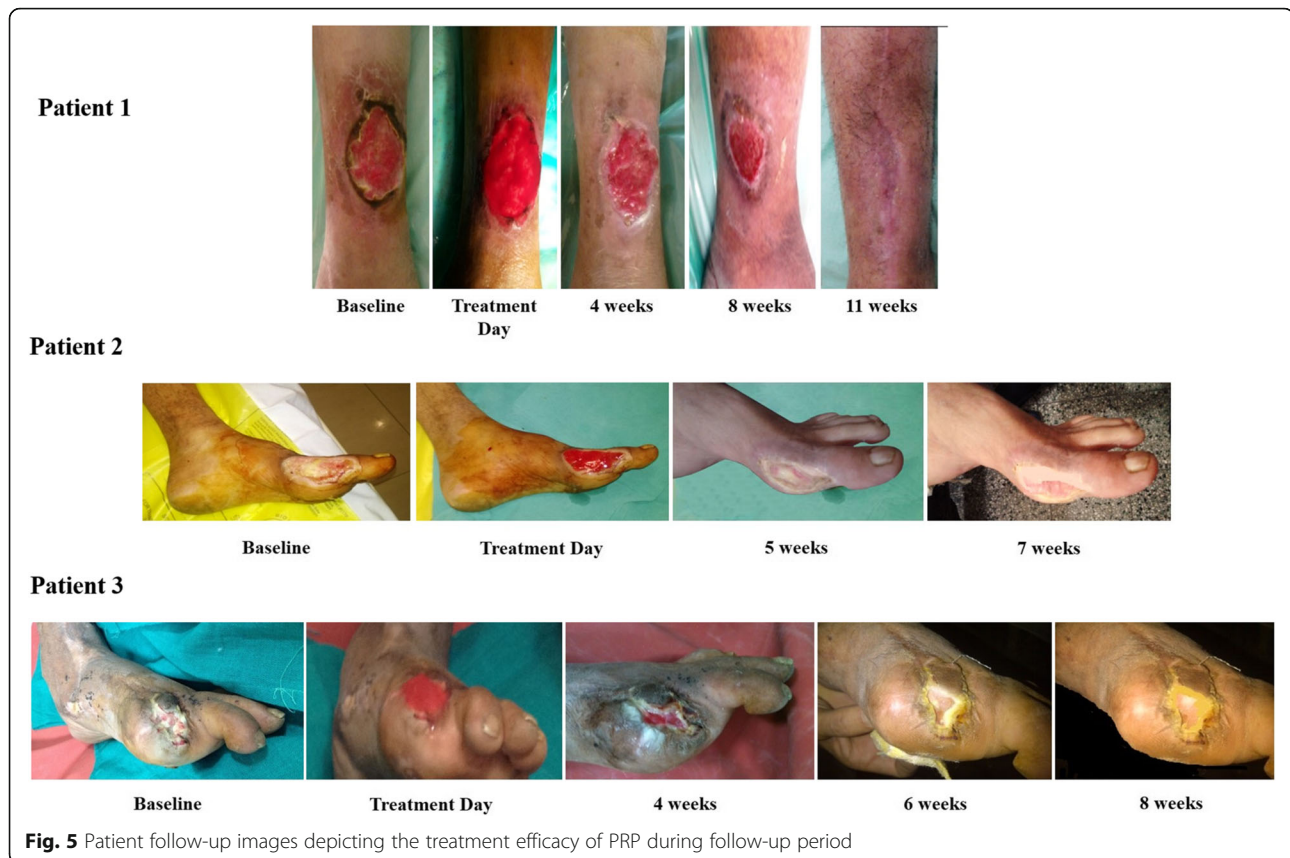 Patient 1
Baseline
Treatment
Day
4 weeks
8 weeks
11 weeks
Patient 2
Baseline
Treatment Day
5 weeks
7 weeks
Patient 3
Baseline
Treatment Day
4 weeks
6 weeks
8 weeks
Fig. 5 Patient follow-up images depicting the treatment efficacy of PRP during follow-up period